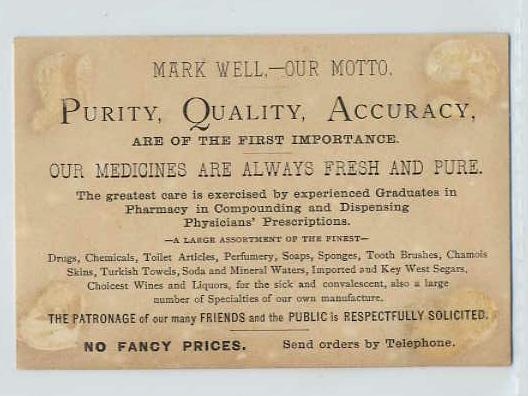 MARK WELL,—OUR MOTTO.
PURITY, QUALITY, ACCURACY,
ARE OF THE FIRST IMPORTANCE.
OUR MEDICINES ARE ALWAYS FRESH AND PURE.
The greatest care is exercised by experienced Graduates in
Pharmacy in Compounding and Dispensing
Physicians' Prescriptions.
—A LARGE ASSORTMENT OF THE FINEST—
Drugs, Chemicals, Toilet Articles, Perfumery, Soaps, Sponges, Tooth Brushes, Chamois
Skins, Turkish Towels, Soda and Mineral Waters, Imported and Key West Segars,
Choicest Wines and Liquors, for the sick and convalescent, also a large
number of Specialties of our own manufacture.
THE PATRONAGE of our many FRIENDS and the PUBLIC is RESPECTFULLY SOLICITED.
NO FANCY PRICES. Send orders by Telephone.